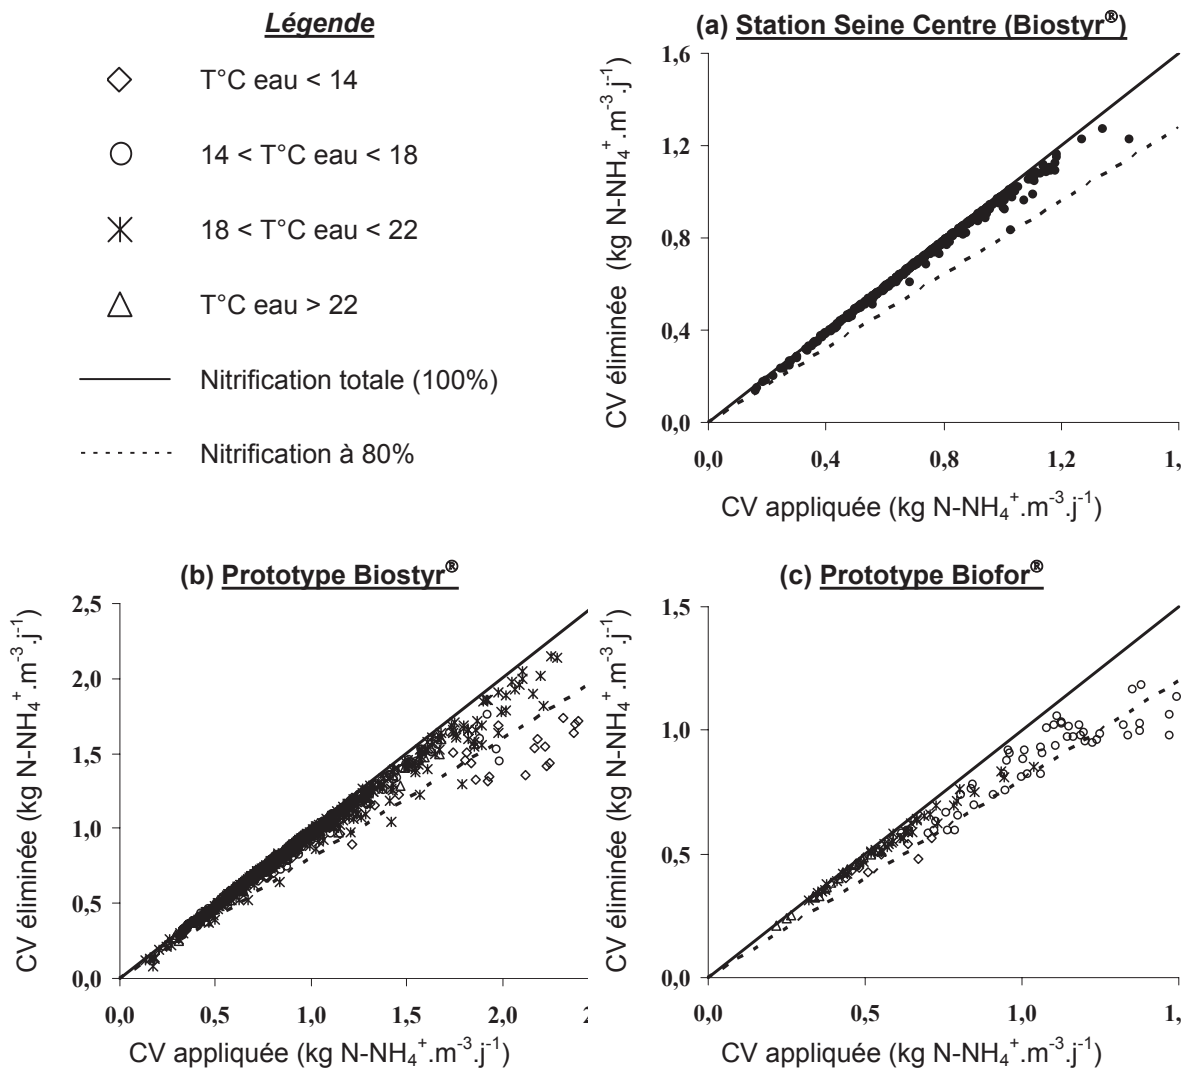 Légende
T°C eau < 14
14 < T°C eau < 18
18 < T°C eau < 22
T°C eau > 22
Nitrification totale (100%)
Nitrification à 80%
(a) Station Seine Centre (Biostyr®)
CV éliminée (kg N-NH₄⁺.m⁻³.j⁻¹)
1,6
1,2
0,8
0,4
0,0
0,0 0,4 0,8 1,2 1,
CV appliquée (kg N-NH₄⁺.m⁻³.j⁻¹)
(b) Prototype Biostyr®
CV éliminée (kg N-NH₄⁺.m⁻³.j⁻¹)
2,5
2,0
1,5
1,0
0,5
0,0
0,0 0,5 1,0 1,5 2,0 2
CV appliquée (kg N-NH₄⁺.m⁻³.j⁻¹)
(c) Prototype Biofor®
CV éliminée (kg N-NH₄⁺.m⁻³.j⁻¹)
1,5
1,0
0,5
0,0
0,0 0,5 1,0 1,
CV appliquée (kg N-NH₄⁺.m⁻³.j⁻¹)